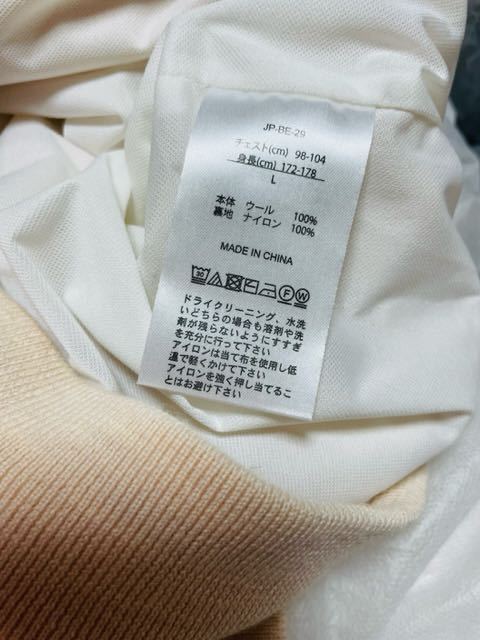 JP-BE-29
チェスト(cm) 98-104
身長(cm) 172-178
L
本体 ウール 100%
裏地 ナイロン 100%
MADE IN CHINA
30 F W
ドライクリーニング、水洗
いどちらの場合も溶剤や洗
剤が残らないようにすすぎ
を充分に行って下さい
アイロンは当て布を使用し低
温で軽くかけて下さい
アイロンを強く押し当てるこ
とはお避け下さい